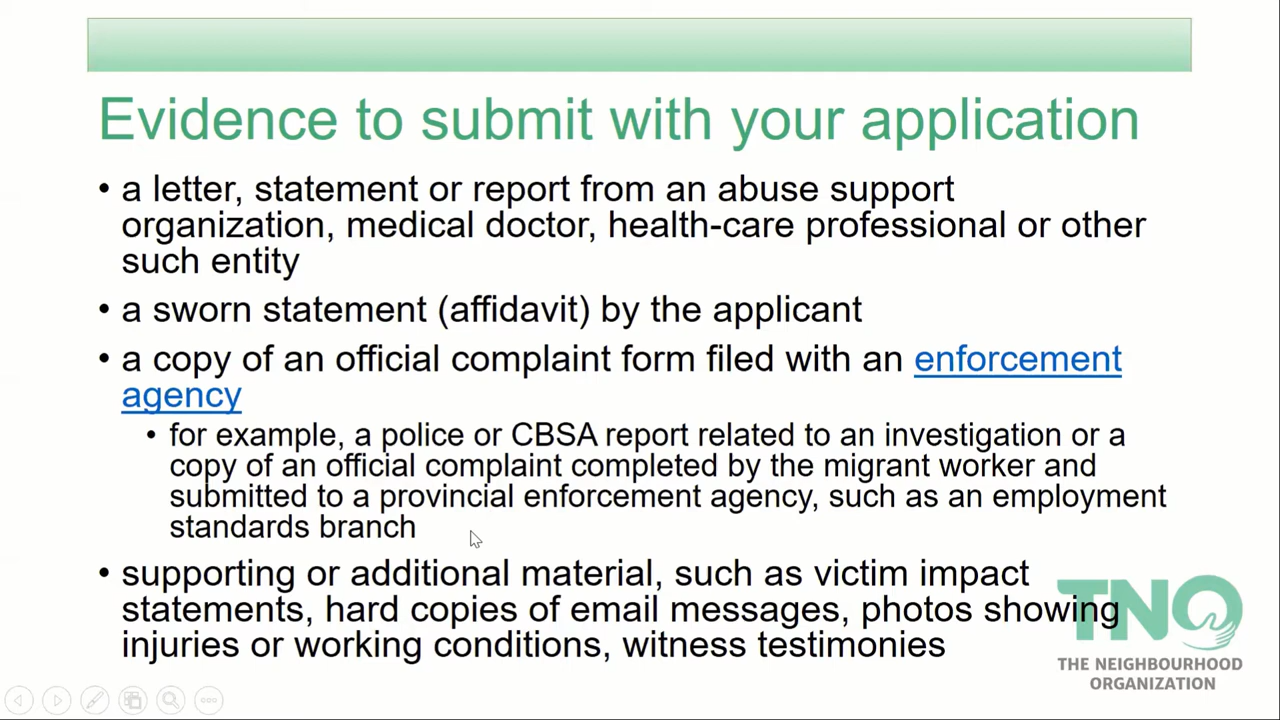 Evidence to submit with your application
• a letter, statement or report from an abuse support
organization, medical doctor, health-care professional or other
such entity
• a sworn statement (affidavit) by the applicant
• a copy of an official complaint form filed with an enforcement
agency
• for example, a police or CBSA report related to an investigation or a
copy of an official complaint completed by the migrant worker and
submitted to a provincial enforcement agency, such as an employment
standards branch
• supporting or additional material, such as victim impact
statements, hard copies of email messages, photos showing
injuries or working conditions, witness testimonies
TNO
THE NEIGHBOURHOOD
ORGANIZATION